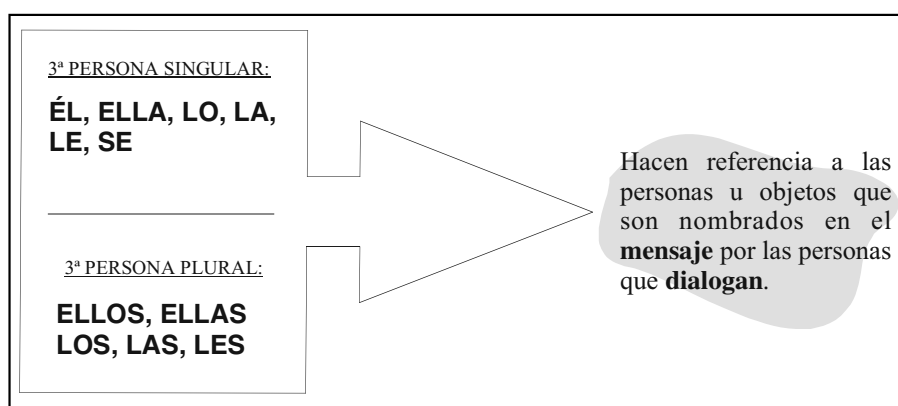 3ª PERSONA SINGULAR:
ÉL, ELLA, LO, LA,
LE, SE
3ª PERSONA PLURAL:
ELLOS, ELLAS
LOS, LAS, LES
Hacen referencia a las
personas u objetos que
son nombrados en el
mensaje por las personas
que dialogan.